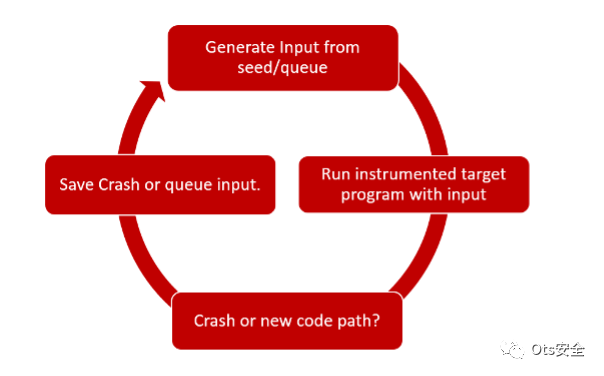 Generate Input from
seed/queue
Run instrumented target
program with input
Crash or new code path?
Save Crash or queue input.
Ots安全